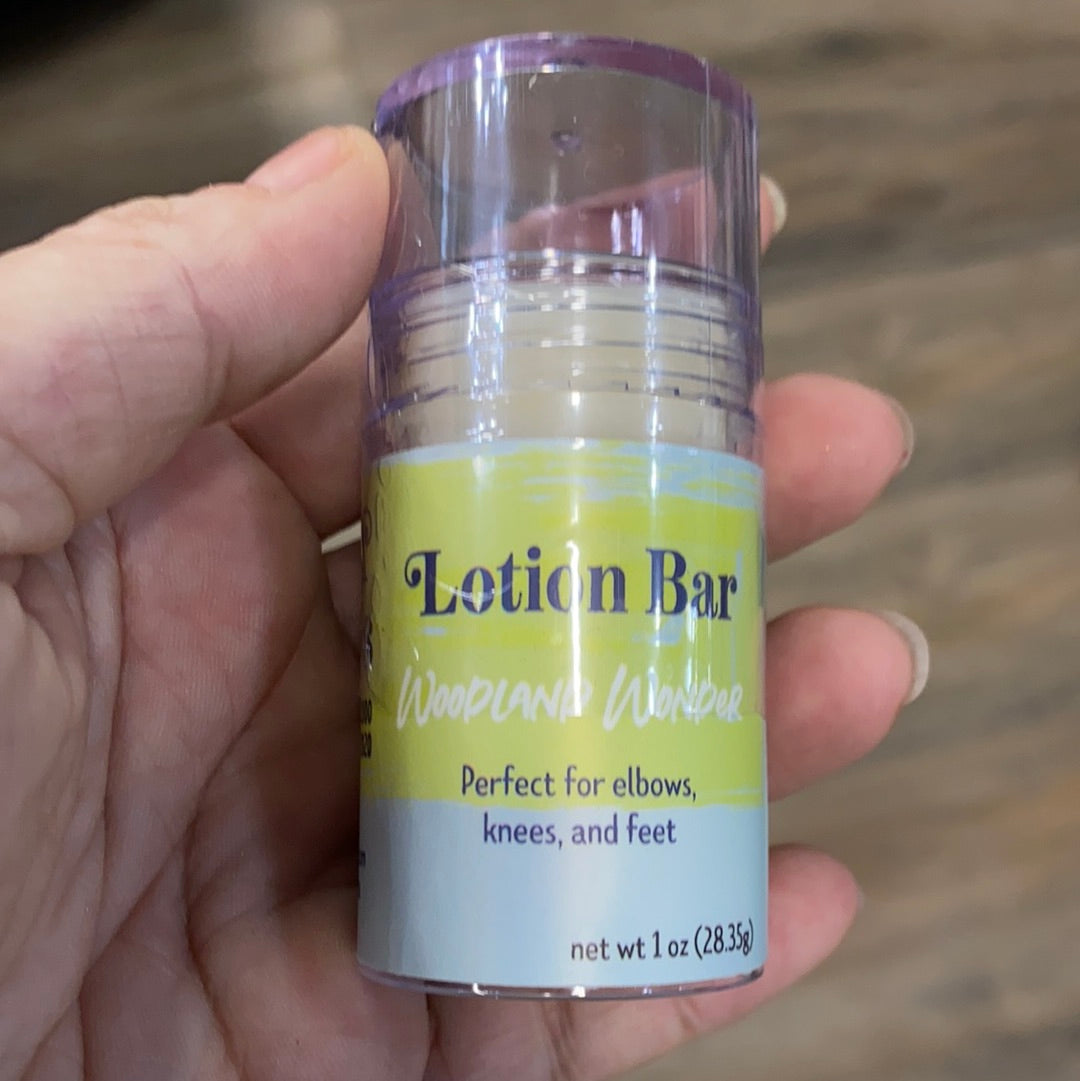 Lotion Bar
Woodland Wonder
Perfect for elbows,
knees, and feet
net wt 1 oz (28.35g)